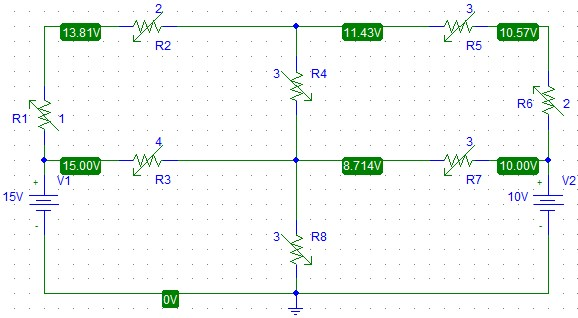 2
3
13.81V
11.43V
10.57V
R2
R5
3
R4
R6
2
R1
1
4
3
15.00V
8.714V
10.00V
V1
R3
R7
V2
+
+
15V
10V
-
-
3
R8
0V